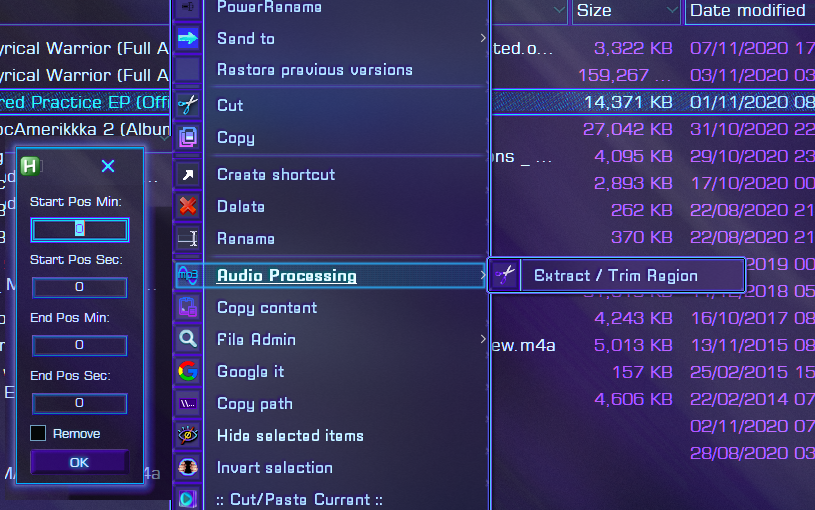 PowerRename
Send to
Restore previous versions
Cut
Copy
Create shortcut
Delete
Rename
Audio Processing
Copy content
File Admin
Google it
Copy path
Hide selected items
Invert selection
:: Cut/Paste Current ::
Extract / Trim Region
Start Pos Min:
0
Start Pos Sec:
0
End Pos Min:
0
End Pos Sec:
0
Remove
OK
Size
Date modified
yrical Warrior (Full A
ted.o...
3,322 KB
07/11/2020 17
yrical Warrior (Full A
159,267 ...
03/11/2020 03
red Practice EP (Offi
14,371 KB
01/11/2020 08
ocAmerikkka 2 (Album
27,042 KB
31/10/2020 22
ons _ ...
4,095 KB
29/10/2020 23
2,893 KB
17/10/2020 00
262 KB
22/08/2020 21
370 KB
22/08/2020 21
2019 00
2018 05
4,243 KB
16/10/2017 08
ew.m4a
5,013 KB
13/11/2015 08
157 KB
25/02/2015 15
4,606 KB
22/02/2014 07
02/11/2020 07
28/08/2020 03